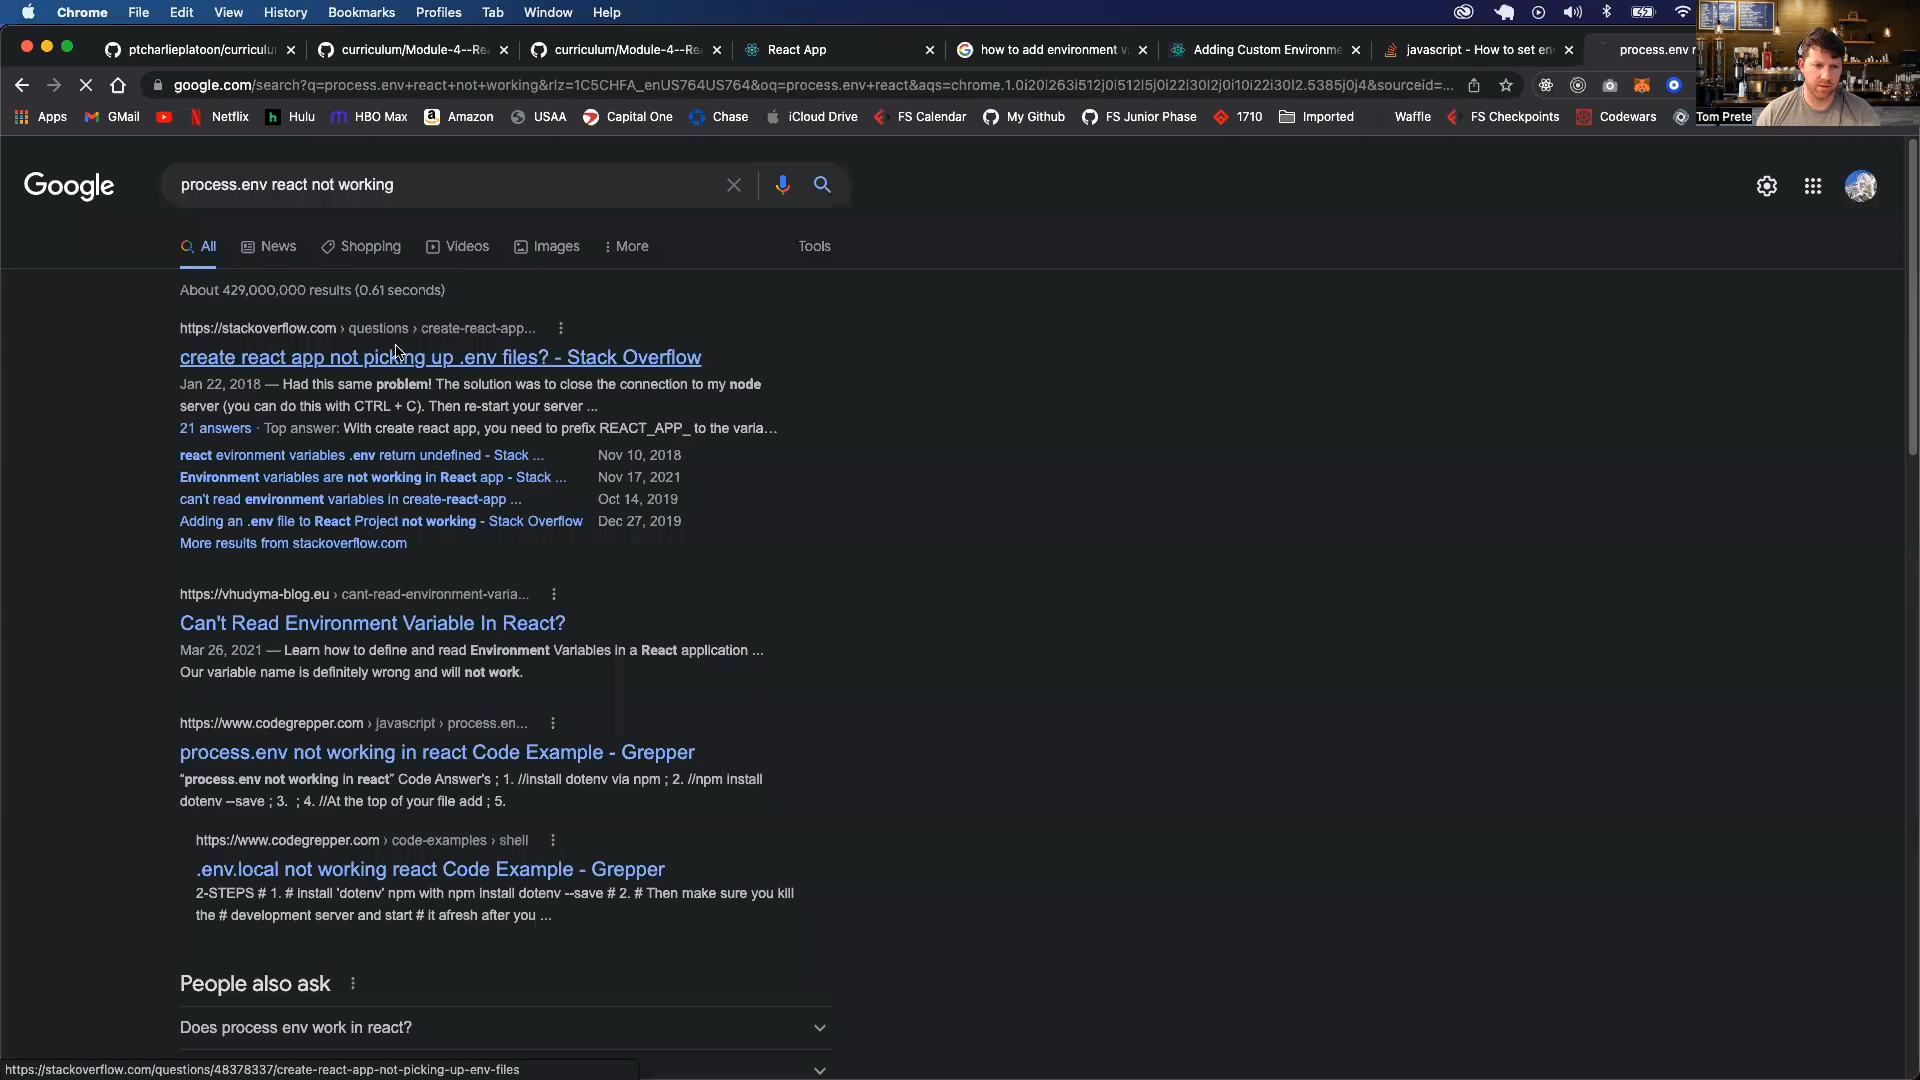 Chrome File Edit View History Bookmarks Profiles Tab Window Help
ptcharlieplatoon/curriculu
curriculum/Module-4--Re
curriculum/Module-4--Re
React App
how to add environment v
Adding Custom Environme
javascript - How to set en
process.env r
google.com/search?q=process.env+react+not+working&rlz=1C5CHFA_enUS764US764&oq=process.env+react&aqs=chrome.1.0i20i263i512j0i512l5j0i22i30l2j0i10i22i30l2.5385j0j4&sourceid=...
Apps GMail Netflix Hulu HBO Max Amazon USAA Capital One Chase iCloud Drive FS Calendar My Github FS Junior Phase 1710 Imported Waffle FS Checkpoints Codewars Tom Prete
Google
process.env react not working
All News Shopping Videos Images More Tools
About 429,000,000 results (0.61 seconds)
https://stackoverflow.com › questions › create-react-app...
create react app not picking up .env files? - Stack Overflow
Jan 22, 2018 — Had this same problem! The solution was to close the connection to my node
server (you can do this with CTRL + C). Then re-start your server ...
21 answers · Top answer: With create react app, you need to prefix REACT_APP_ to the varia...
react evironment variables .env return undefined - Stack ... Nov 10, 2018
Environment variables are not working in React app - Stack ... Nov 17, 2021
can't read environment variables in create-react-app ... Oct 14, 2019
Adding an .env file to React Project not working - Stack Overflow Dec 27, 2019
More results from stackoverflow.com
https://vhudyma-blog.eu › cant-read-environment-varia...
Can't Read Environment Variable In React?
Mar 26, 2021 — Learn how to define and read Environment Variables in a React application ...
Our variable name is definitely wrong and will not work.
https://www.codegrepper.com › javascript › process.en...
process.env not working in react Code Example - Grepper
“process.env not working in react” Code Answer's ; 1. //install dotenv via npm ; 2. //npm install
dotenv --save ; 3. ; 4. //At the top of your file add ; 5.
https://www.codegrepper.com › code-examples › shell
.env.local not working react Code Example - Grepper
2-STEPS # 1. # install 'dotenv' npm with npm install dotenv --save # 2. # Then make sure you kill
the # development server and start # it afresh after you ...
People also ask
Does process env work in react?
https://stackoverflow.com/questions/48378337/create-react-app-not-picking-up-env-files